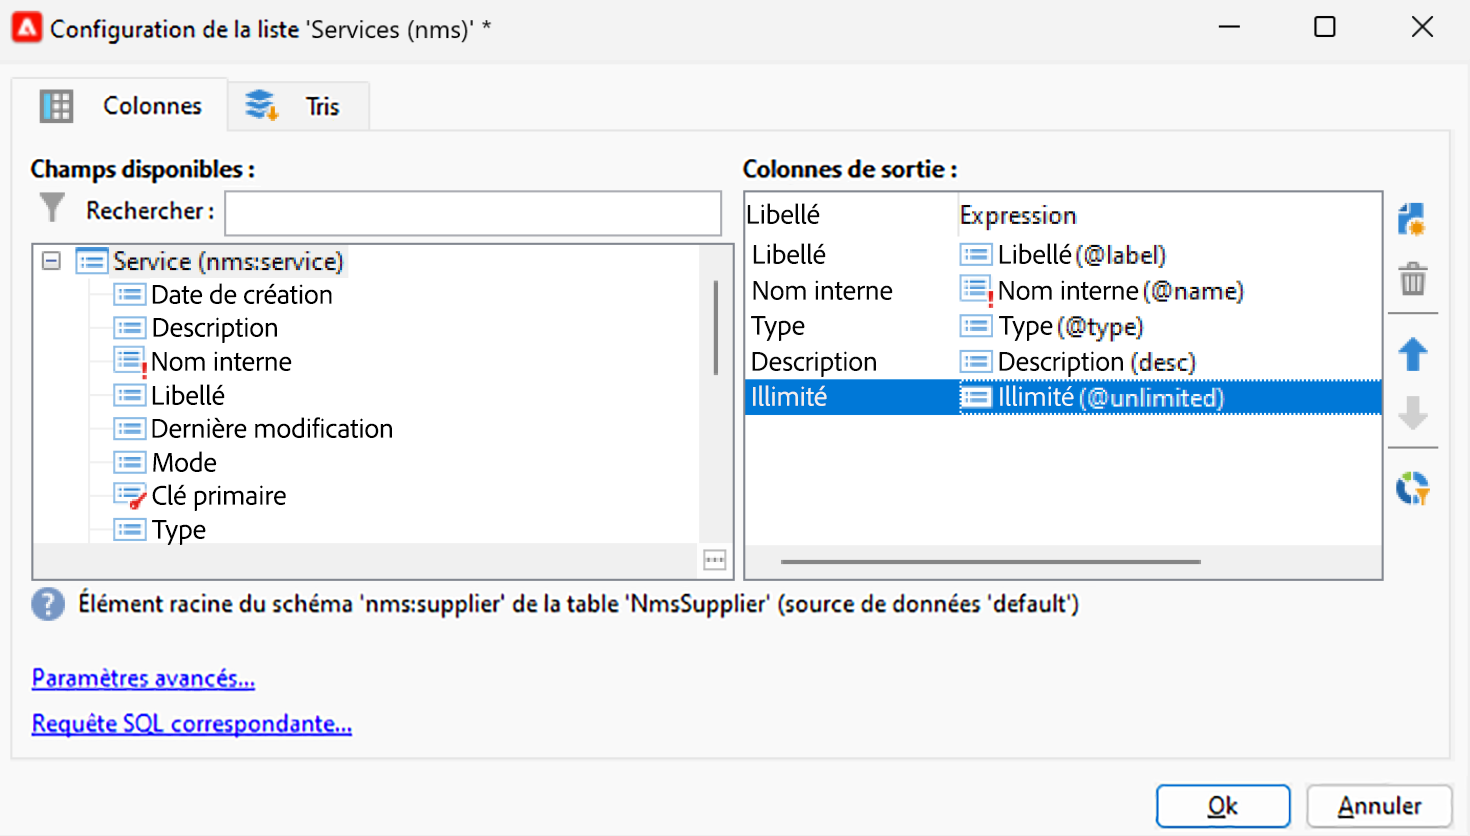 Configuration de la liste 'Services (nms)' *
Colonnes
Tris
Champs disponibles :
Rechercher :
Service (nms:service)
Date de création
Description
Nom interne
Libellé
Dernière modification
Mode
Clé primaire
Type
Colonnes de sortie :
Libellé Expression
Libellé Libellé (@label)
Nom interne Nom interne (@name)
Type Type (@type)
Description Description (desc)
Illimité Illimité (@unlimited)
Élément racine du schéma 'nms:supplier' de la table 'NmsSupplier' (source de données 'default')
Paramètres avancés...
Requête SQL correspondante...
Ok
Annuler